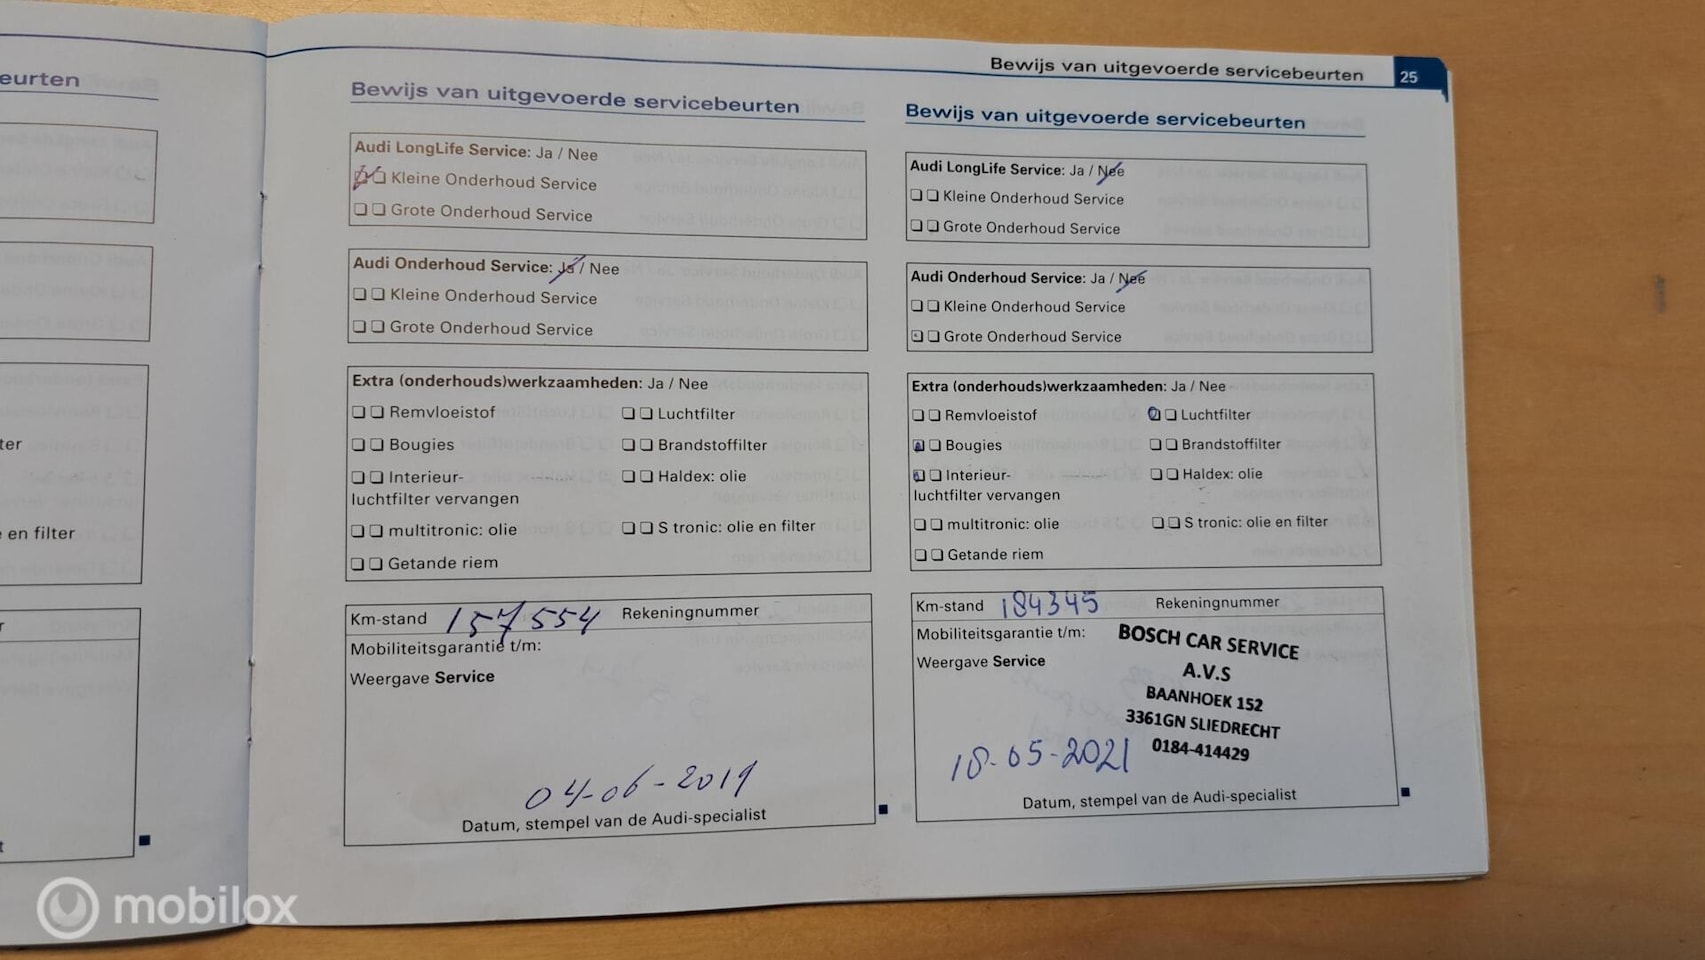 eurten
ter
e en filter
r
t
Bewijs van uitgevoerde servicebeurten 25
Bewijs van uitgevoerde servicebeurten
Audi LongLife Service: Ja / Nee
Kleine Onderhoud Service
Grote Onderhoud Service
Audi Onderhoud Service: Ja / Nee
Kleine Onderhoud Service
Grote Onderhoud Service
Extra (onderhouds)werkzaamheden: Ja / Nee
Remvloeistof Luchtfilter
Bougies Brandstoffilter
Interieur- Haldex: olie
luchtfilter vervangen
multitronic: olie S tronic: olie en filter
Getande riem
Km-stand 157554 Rekeningnummer
Mobiliteitsgarantie t/m:
Weergave Service
04-06-2019
Datum, stempel van de Audi-specialist
Bewijs van uitgevoerde servicebeurten
Audi LongLife Service: Ja / Nee
Kleine Onderhoud Service
Grote Onderhoud Service
Audi Onderhoud Service: Ja / Nee
Kleine Onderhoud Service
Grote Onderhoud Service
Extra (onderhouds)werkzaamheden: Ja / Nee
Remvloeistof Luchtfilter
Bougies Brandstoffilter
Interieur- Haldex: olie
luchtfilter vervangen
multitronic: olie S tronic: olie en filter
Getande riem
Km-stand 184345 Rekeningnummer
Mobiliteitsgarantie t/m:
Weergave Service
BOSCH CAR SERVICE
A.V.S
BAANHOEK 152
3361GN SLIEDRECHT
0184-414429
18-05-2021
Datum, stempel van de Audi-specialist
mobilox